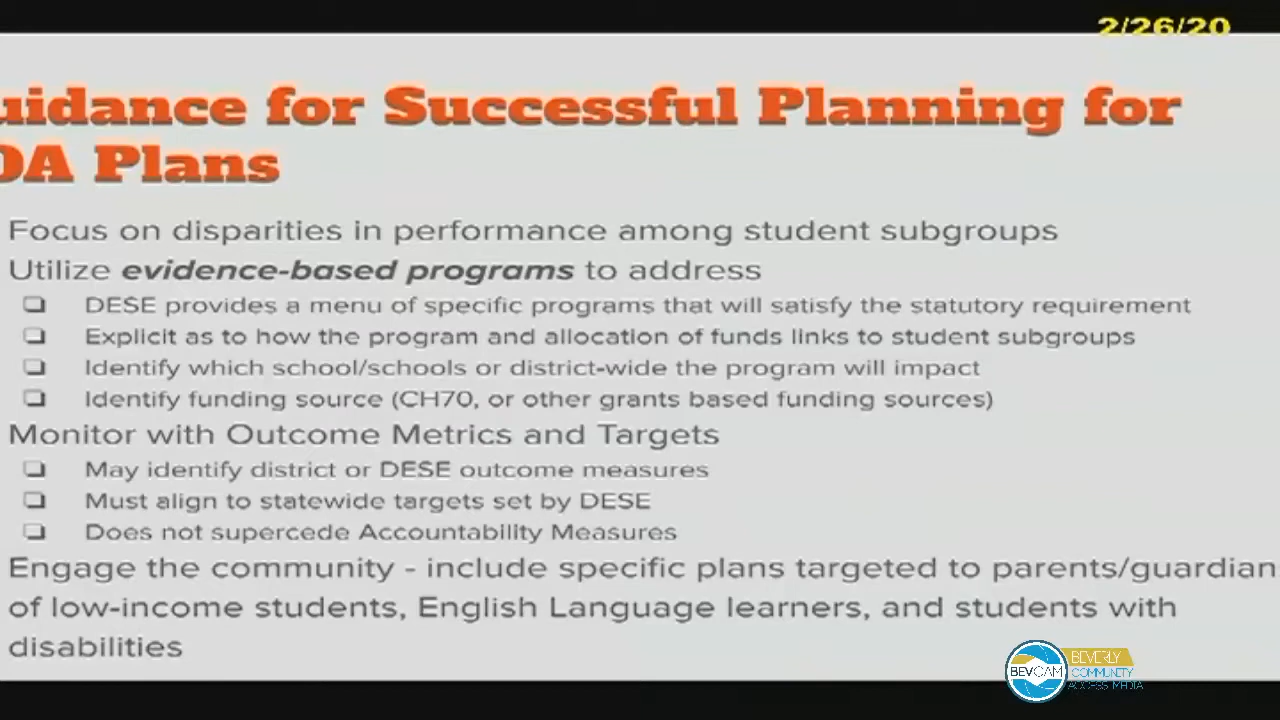 2/26/20
uidance for Successful Planning for
OA Plans
Focus on disparities in performance among student subgroups
Utilize evidence-based programs to address
❏ DESE provides a menu of specific programs that will satisfy the statutory requirement
❏ Explicit as to how the program and allocation of funds links to student subgroups
❏ Identify which school/schools or district-wide the program will impact
❏ Identify funding source (CH70, or other grants based funding sources)
Monitor with Outcome Metrics and Targets
❏ May identify district or DESE outcome measures
❏ Must align to statewide targets set by DESE
❏ Does not supercede Accountability Measures
Engage the community - include specific plans targeted to parents/guardian
of low-income students, English Language learners, and students with
disabilities
BEVCAM
BEVERLY
COMMUNITY
ACCESS MEDIA